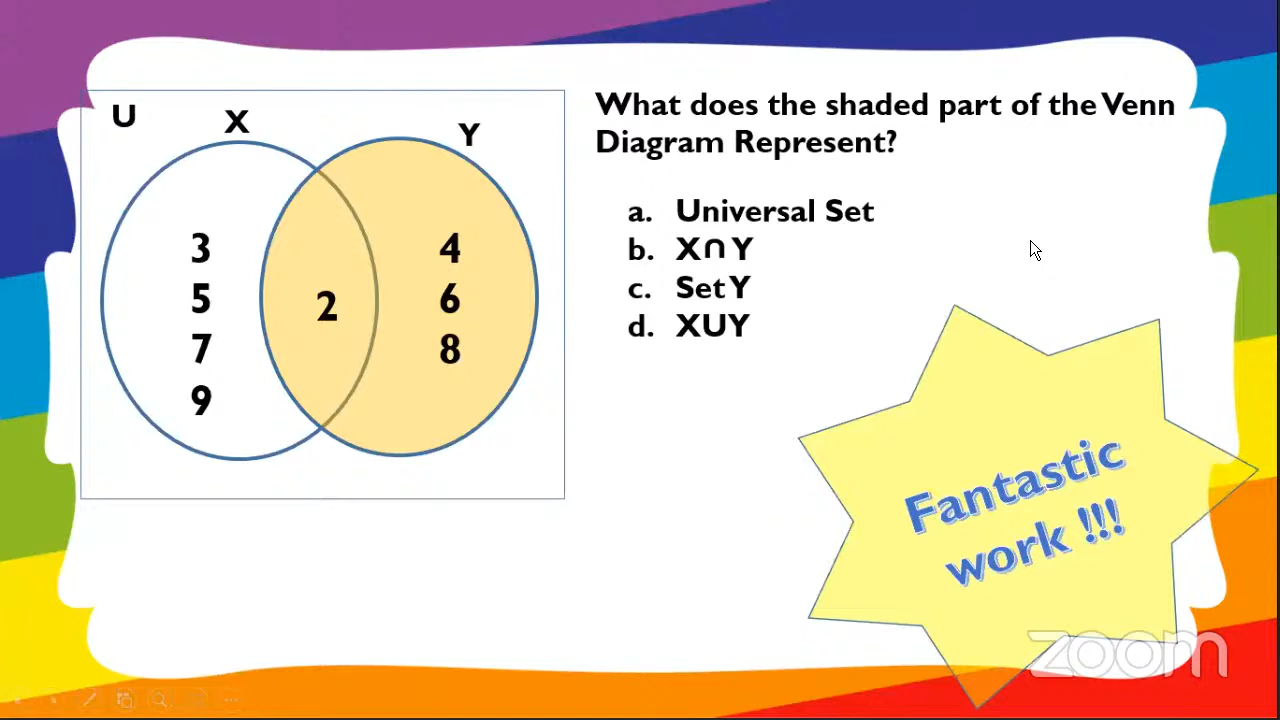 U
X
Y
3
5
7
9
2
4
6
8
What does the shaded part of the Venn
Diagram Represent?
a. Universal Set
b. X∩Y
c. Set Y
d. XUY
Fantastic
work !!!
zoom